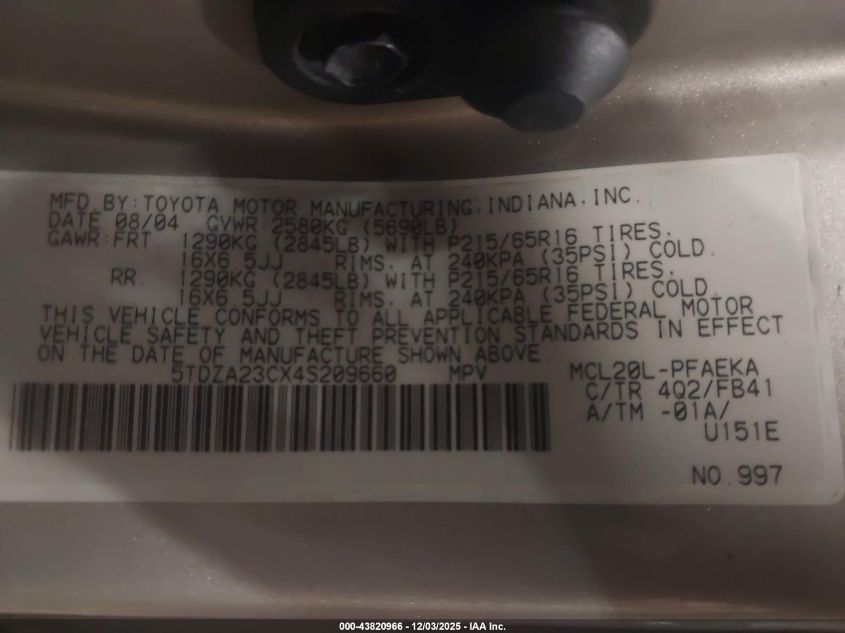 MFD.BY:TOYOTA MOTOR MANUFACTURING,INDIANA,INC.
DATE 08/04 GVWR 2580KG (5690LB)
GAWR:FRT. 1290KG (2845LB) WITH P215/65R16 TIRES,
16X6.5JJ RIMS, AT 240KPA (35PSI) COLD.
RR. 1290KG (2845LB) WITH P215/65R16 TIRES,
16X6.5JJ RIMS, AT 240KPA (35PSI) COLD.
THIS VEHICLE CONFORMS TO ALL APPLICABLE FEDERAL MOTOR
VEHICLE SAFETY AND THEFT PREVENTION STANDARDS IN EFFECT
ON THE DATE OF MANUFACTURE SHOWN ABOVE.
5TDZA23CX4S209660 MPV MCL20L-PFAEKA
C/TR 4Q2/FB41
A/TM -01A/
U151E
NO.997
000-43820966 - 12/03/2025 - IAA Inc.